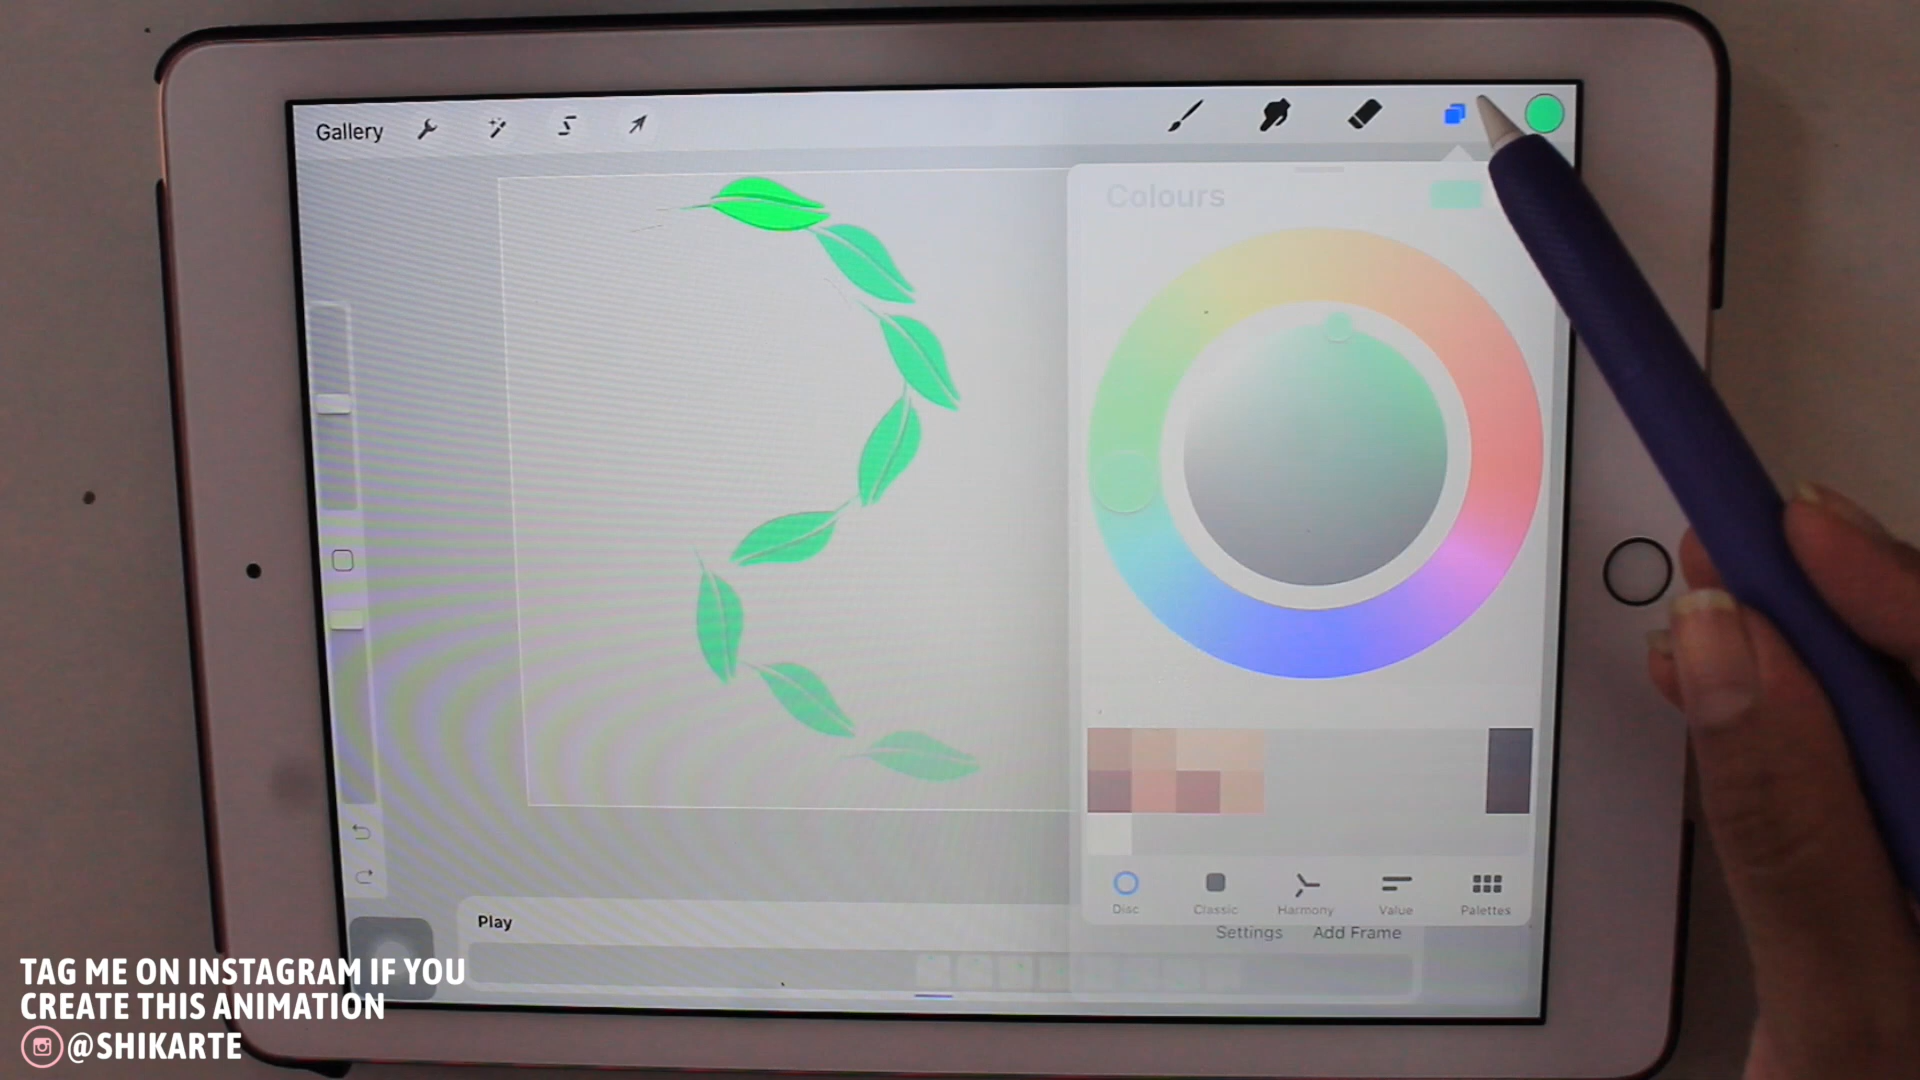 Gallery
Colours
Disc
Classic
Harmony
Value
Palettes
Play
Settings
Add Frame
TAG ME ON INSTAGRAM IF YOU
CREATE THIS ANIMATION
@SHIKARTE